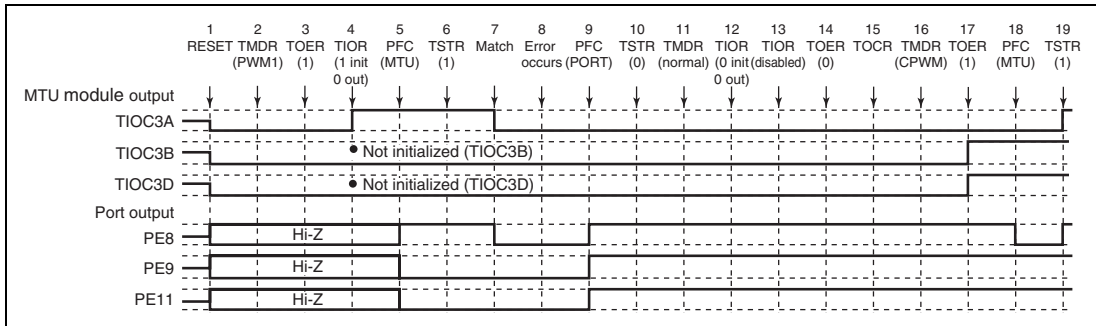 1 2 3 4 5 6 7 8 9 10 11 12 13 14 15 16 17 18 19
RESET TMDR TOER TIOR PFC TSTR Match Error PFC TSTR TMDR TIOR TIOR TOER TOCR TMDR TOER PFC TSTR
(PWM1) (1) (1 init (MTU) (1) occurs (PORT) (0) (normal) (0 init (disabled) (0) (CPWM) (1) (MTU) (1)
0 out) 0 out)
MTU module output
TIOC3A
TIOC3B • Not initialized (TIOC3B)
TIOC3D • Not initialized (TIOC3D)
Port output
PE8 Hi-Z
PE9 Hi-Z
PE11 Hi-Z